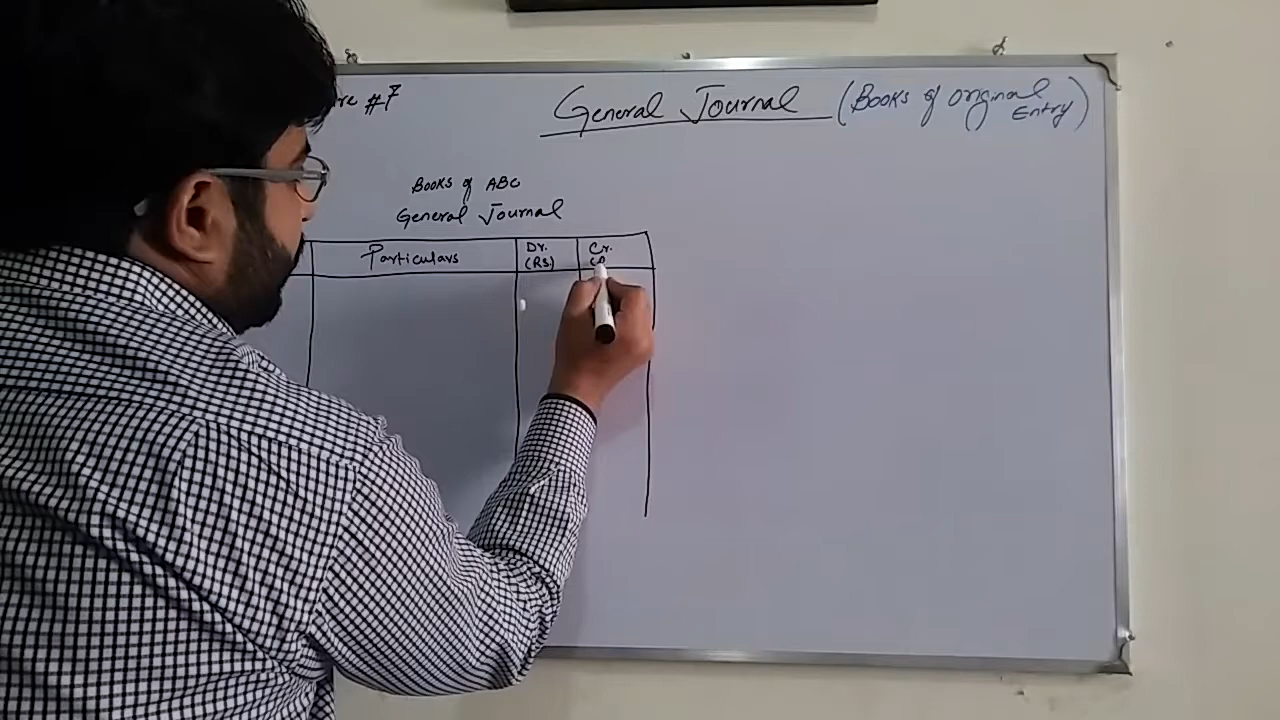 #7
General Journal (Books of Original
Entry)
Books of ABC
General Journal
Particulars Dr. Cr.
(Rs)